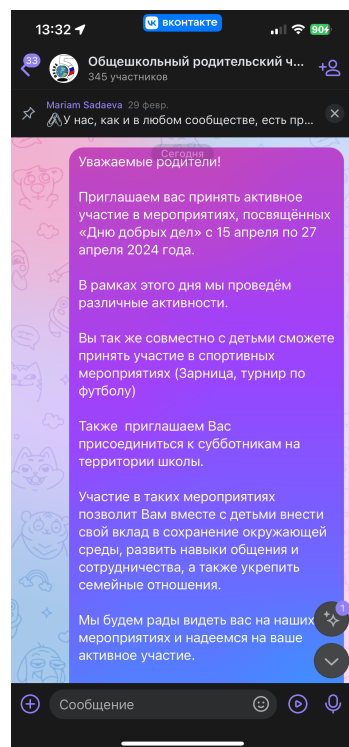 13:32
вконтакте
90
33
Общешкольный родительский ч...
345 участников
Mariam Sadaeva 29 февр.
У нас, как и в любом сообществе, есть пр...
Сегодня
Уважаемые родители!
Приглашаем вас принять активное
участие в мероприятиях, посвящённых
«Дню добрых дел» с 15 апреля по 27
апреля 2024 года.
В рамках этого дня мы проведём
различные активности.
Вы так же совместно с детьми сможете
принять участие в спортивных
мероприятиях (Зарница, турнир по
футболу)
Также приглашаем Вас
присоединиться к субботникам на
территории школы.
Участие в таких мероприятиях
позволит Вам вместе с детьми внести
свой вклад в сохранение окружающей
среды, развить навыки общения и
сотрудничества, а также укрепить
семейные отношения.
1
Мы будем рады видеть вас на наших
мероприятиях и надеемся на ваше
активное участие.
Сообщение